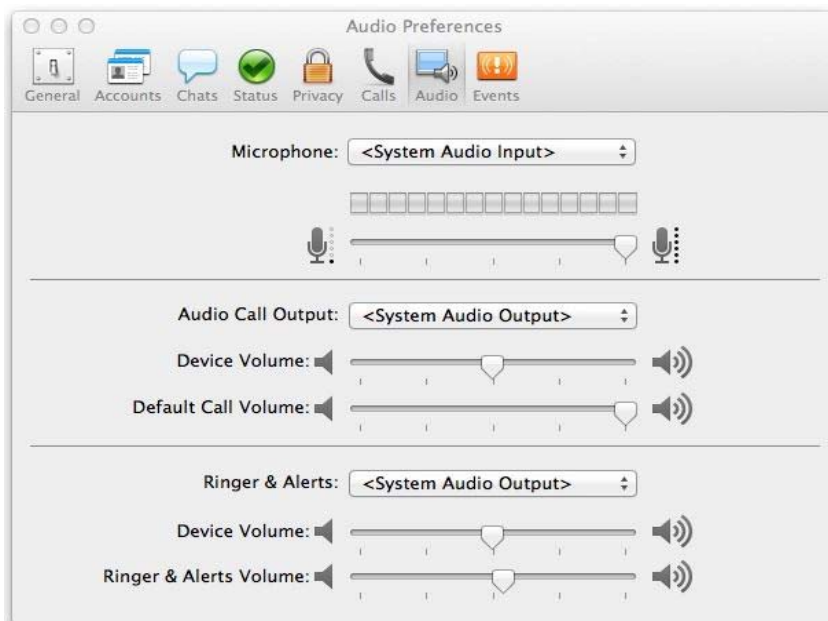 Audio Preferences
General Accounts Chats Status Privacy Calls Audio Events
Microphone: <System Audio Input>
Audio Call Output: <System Audio Output>
Device Volume:
Default Call Volume:
Ringer & Alerts: <System Audio Output>
Device Volume:
Ringer & Alerts Volume: